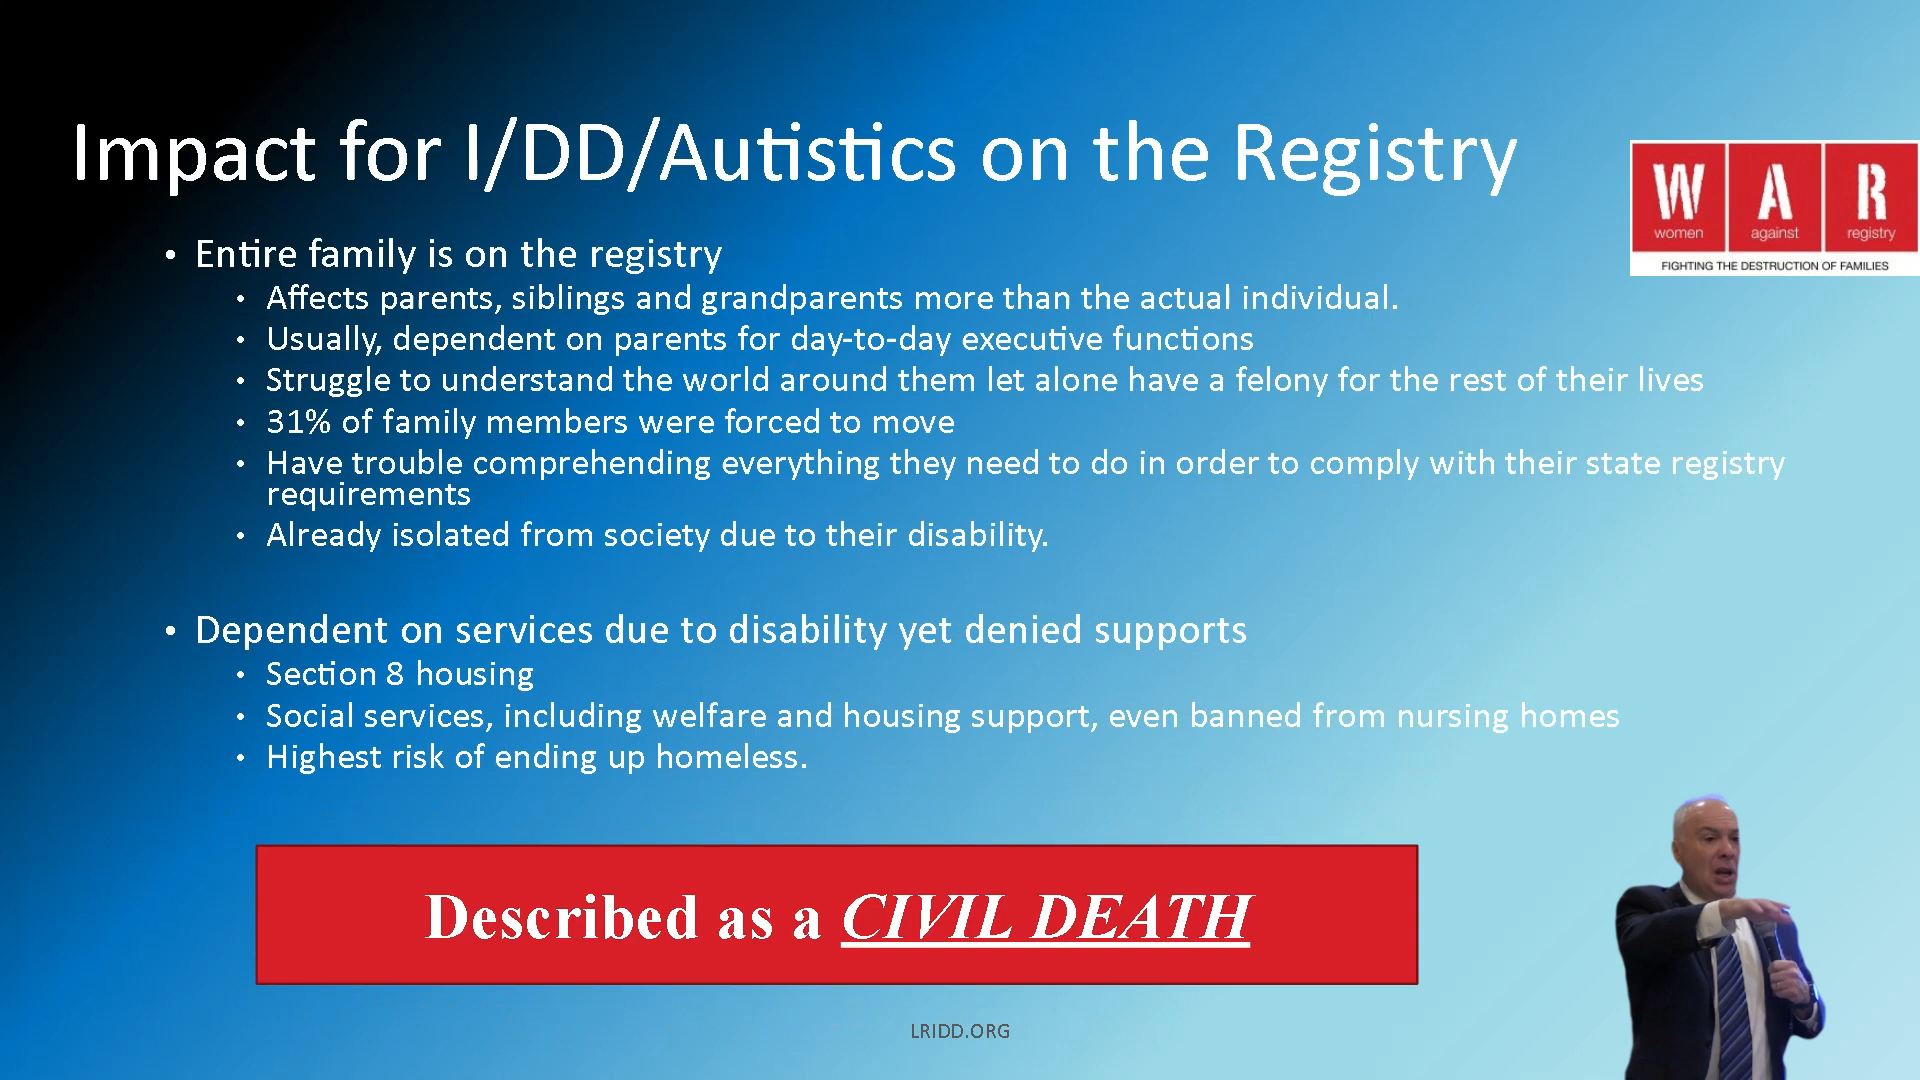 Impact for I/DD/Autistics on the Registry
W A R
women against registry
FIGHTING THE DESTRUCTION OF FAMILIES
• Entire family is on the registry
• Affects parents, siblings and grandparents more than the actual individual.
• Usually, dependent on parents for day-to-day executive functions
• Struggle to understand the world around them let alone have a felony for the rest of their lives
• 31% of family members were forced to move
• Have trouble comprehending everything they need to do in order to comply with their state registry
requirements
• Already isolated from society due to their disability.
• Dependent on services due to disability yet denied supports
• Section 8 housing
• Social services, including welfare and housing support, even banned from nursing homes
• Highest risk of ending up homeless.
Described as a CIVIL DEATH
LRIDD.ORG